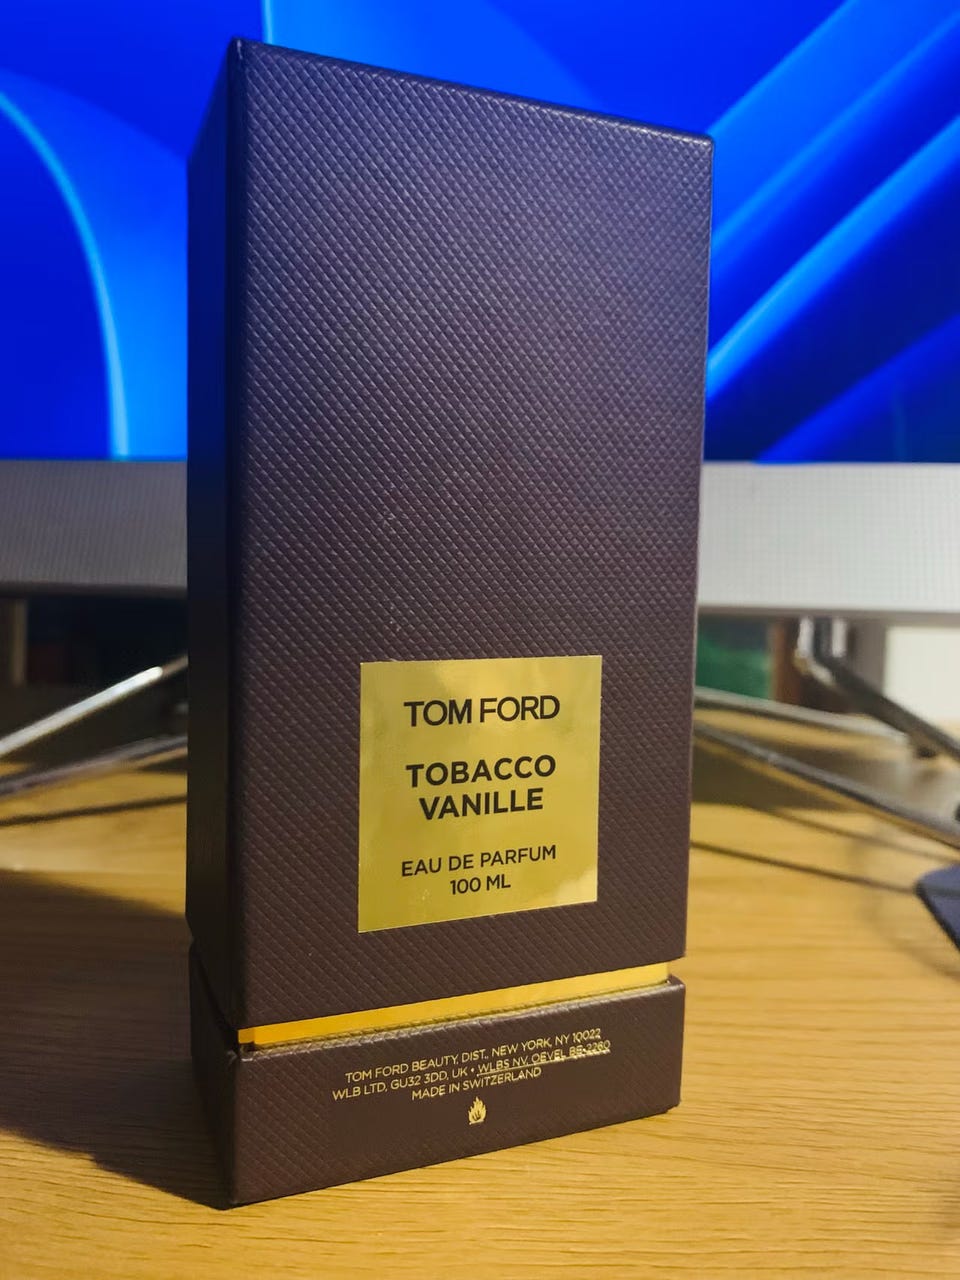 TOM FORD
TOBACCO
VANILLE
EAU DE PARFUM
100 ML
TOM FORD BEAUTY, DIST., NEW YORK, NY 10022
WLB LTD, GU32 3DD, UK • WLBS NV, OEVEL BE-2260
MADE IN SWITZERLAND